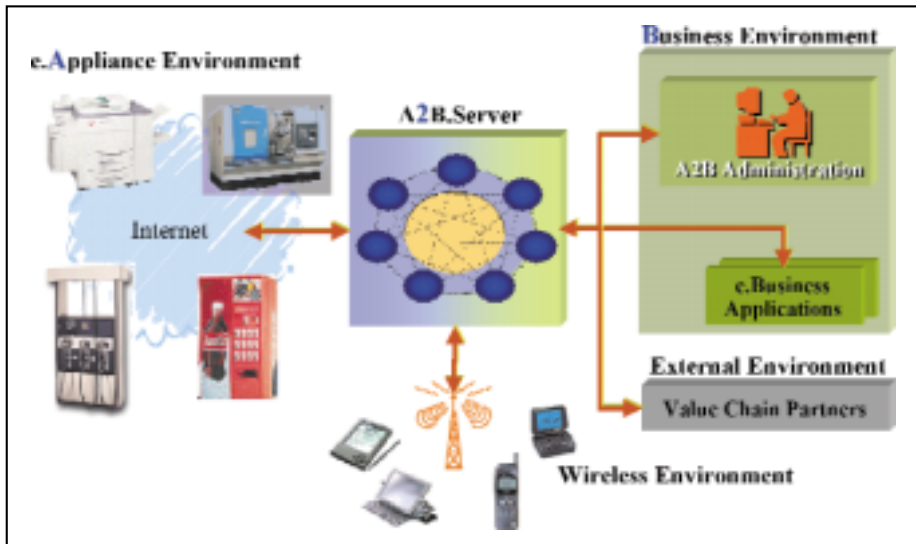 e.Appliance Environment
Internet
A2B.Server
Business Environment
A2B Administration
e.Business
Applications
External Environment
Value Chain Partners
Wireless Environment